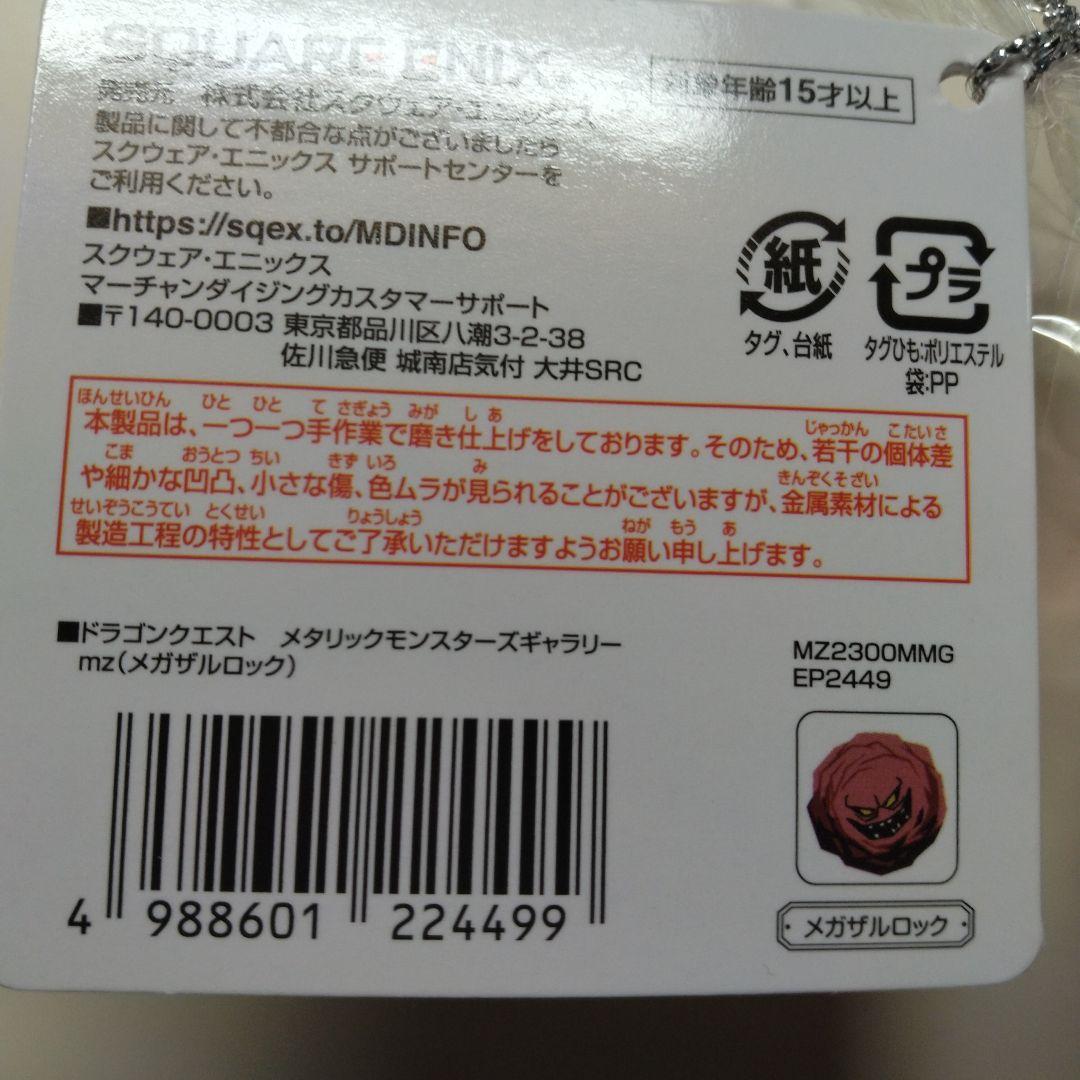 SQUARE ENIX
対象年齢15才以上
発売元 株式会社スクウェア・エニックス
製品に関して不都合な点がございましたら
スクウェア・エニックス サポートセンターを
ご利用ください。
■https://sqex.to/MDINFO
スクウェア・エニックス
マーチャンダイジングカスタマーサポート
■〒140-0003 東京都品川区八潮3-2-38
佐川急便 城南店気付 大井SRC
紙
タグ、台紙
プラ
タグひも:ポリエステル
袋:PP
ほんせいひん ひと ひと て さぎょう みが し あ じゃっかん こたいさ
本製品は、一つ一つ手作業で磨き仕上げをしております。そのため、若干の個体差
こま おうとつ ちい きず いろ み きんぞくそざい
や細かな凹凸、小さな傷、色ムラが見られることがございますが、金属素材による
せいぞうこうてい とくせい りょうしょう ねが もう あ
製造工程の特性としてご了承いただけますようお願い申し上げます。
■ドラゴンクエスト メタリックモンスターズギャラリー
mz(メガザルロック)
MZ2300MMG
EP2449
4 988601 224499
メガザルロック